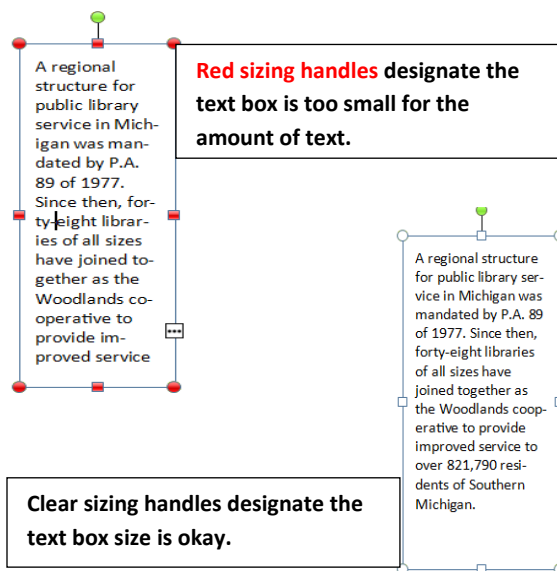 A regional
structure for
public library
service in Mich-
igan was man-
dated by P.A.
89 of 1977.
Since then, for-
ty-eight librar-
ies of all sizes
have joined to-
gether as the
Woodlands co-
operative to
provide im-
proved service
Red sizing handles designate the
text box is too small for the
amount of text.
A regional structure
for public library ser-
vice in Michigan was
mandated by P.A. 89
of 1977. Since then,
forty-eight libraries
of all sizes have
joined together as
the Woodlands coop-
erative to provide
improved service to
over 821,790 resi-
dents of Southern
Michigan.
Clear sizing handles designate the
text box size is okay.